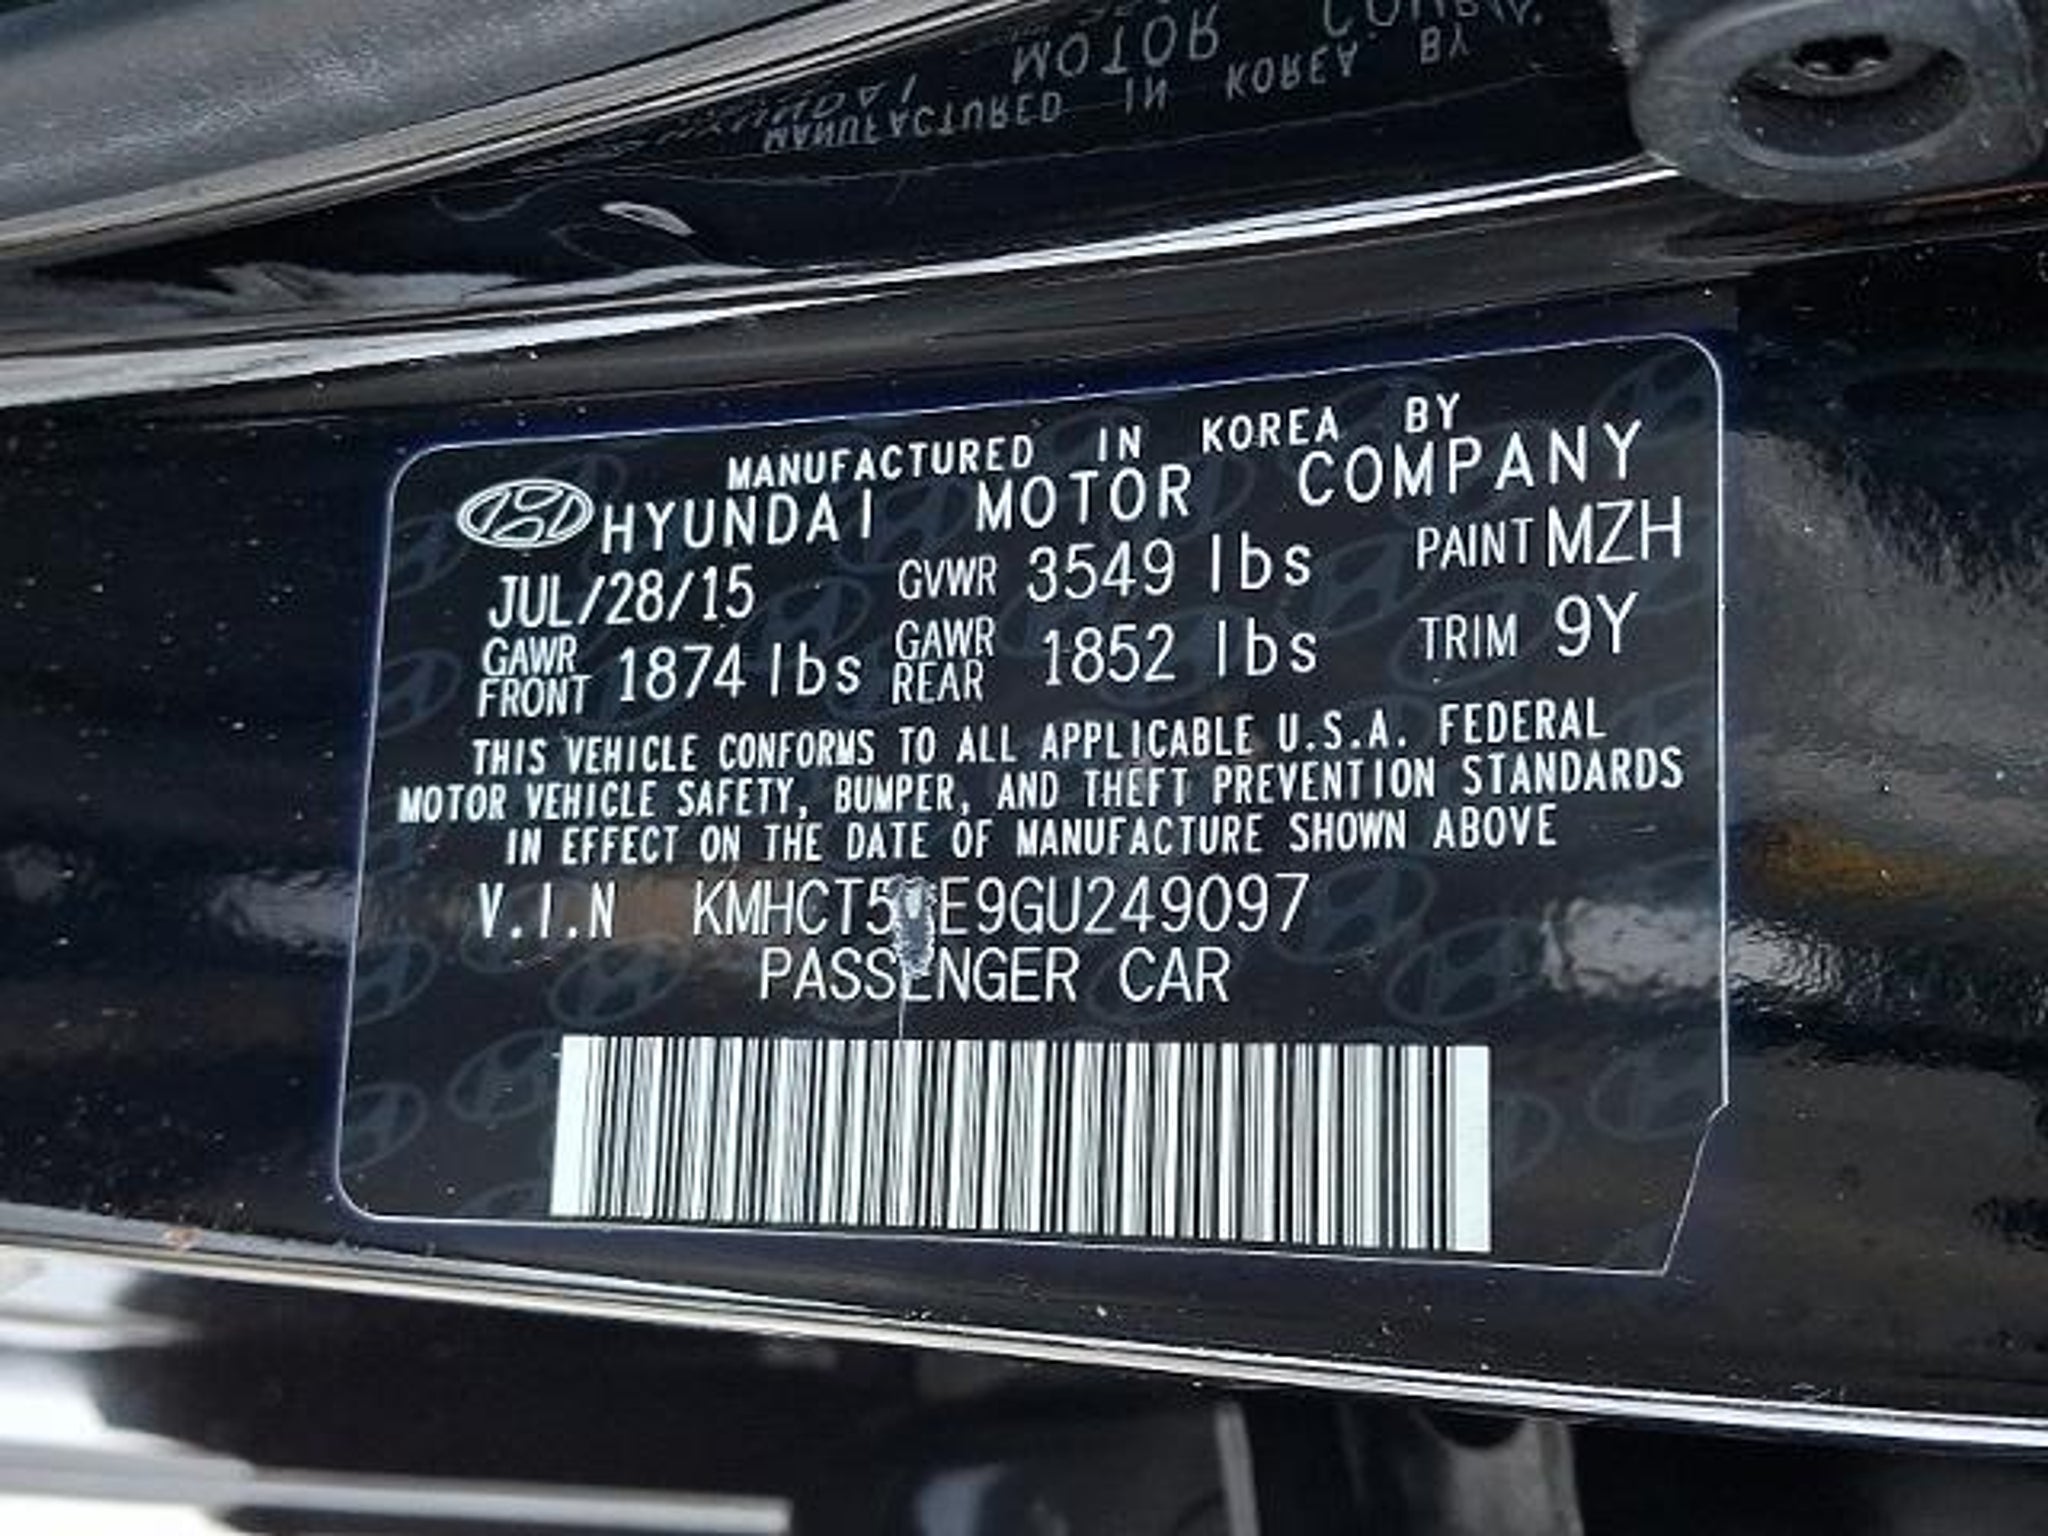 MANUFACTURED IN KOREA BY
HYUNDAI MOTOR COMPANY
JUL/28/15 GVWR 3549 lbs PAINT MZH
GAWR FRONT 1874 lbs GAWR REAR 1852 lbs TRIM 9Y
THIS VEHICLE CONFORMS TO ALL APPLICABLE U.S.A. FEDERAL
MOTOR VEHICLE SAFETY, BUMPER, AND THEFT PREVENTION STANDARDS
IN EFFECT ON THE DATE OF MANUFACTURE SHOWN ABOVE
V.I.N
PASSENGER CAR